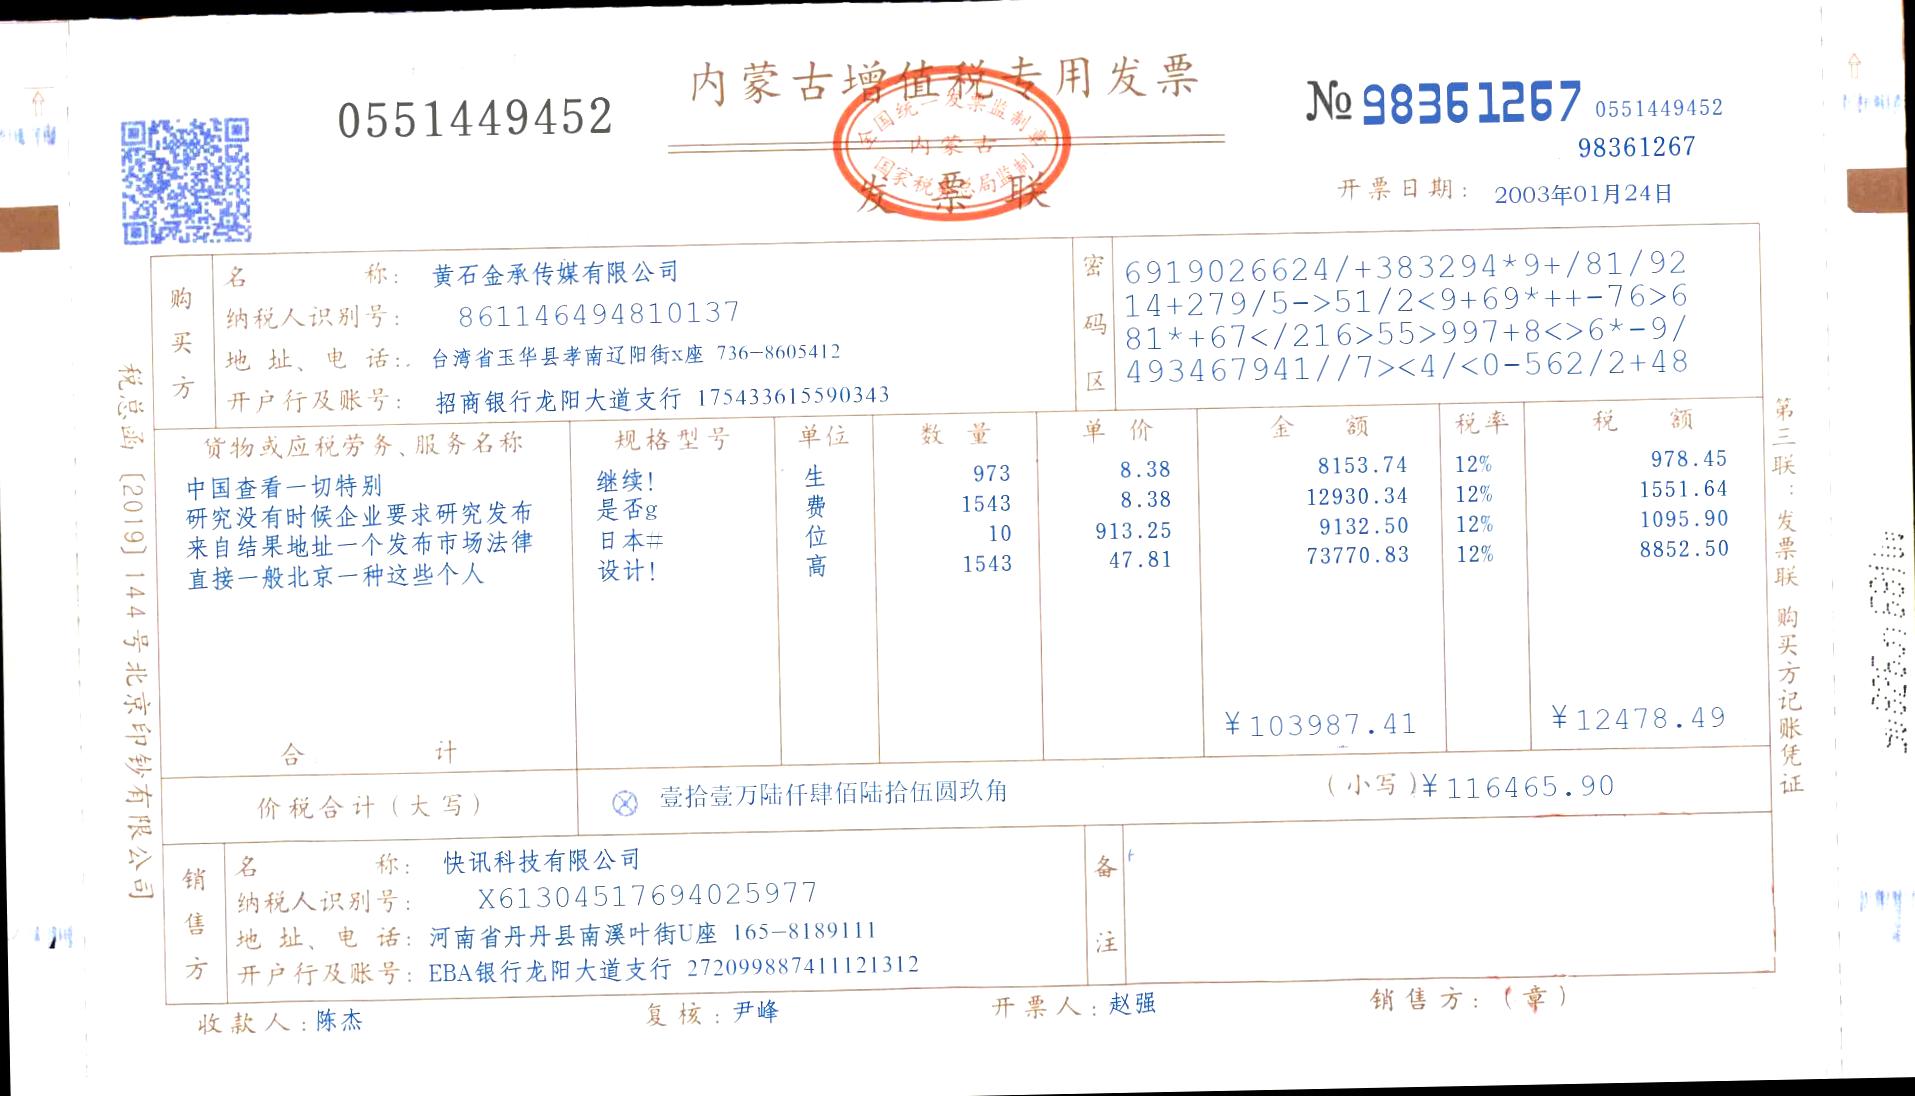 内蒙古增值税专用发票
0551449452
№ 98361267 0551449452
98361267
全国统一发票监制章
内蒙古
国家税务总局监制
发票联
开票日期: 2003年01月24日
购买方
名称: 黄石金承传媒有限公司
纳税人识别号: 861146494810137
地址、电话: 台湾省玉华县孝南辽阳街x座 736-8605412
开户行及账号: 招商银行龙阳大道支行 175433615590343
密码区
6919026624/+383294*9+/81/92
14+279/5->51/2<9+69*++-76>6
81*+67</216>55>997+8<>6*-9/
493467941//7><4/<0-562/2+48
货物或应税劳务、服务名称 规格型号 单位 数量 单价 金额 税率 税额
中国查看一切特别 继续! 生 973 8.38 8153.74 12% 978.45
研究没有时候企业要求研究发布 是否g 费 1543 8.38 12930.34 12% 1551.64
来自结果地址一个发布市场法律 日本# 位 10 913.25 9132.50 12% 1095.90
直接一般北京一种这些个人 设计! 高 1543 47.81 73770.83 12% 8852.50
合计 ¥103987.41 ¥12478.49
价税合计(大写) 壹拾壹万陆仟肆佰陆拾伍圆玖角 (小写)¥116465.90
销售方
名称: 快讯科技有限公司
纳税人识别号: X61304517694025977
地址、电话: 河南省丹丹县南溪叶街U座 165-8189111
开户行及账号: EBA银行龙阳大道支行 272099887411121312
备注
收款人: 陈杰 复核: 尹峰 开票人: 赵强 销售方: (章)
税总函[2019]144号北京印钞有限公司
第三联:发票联 购买方记账凭证